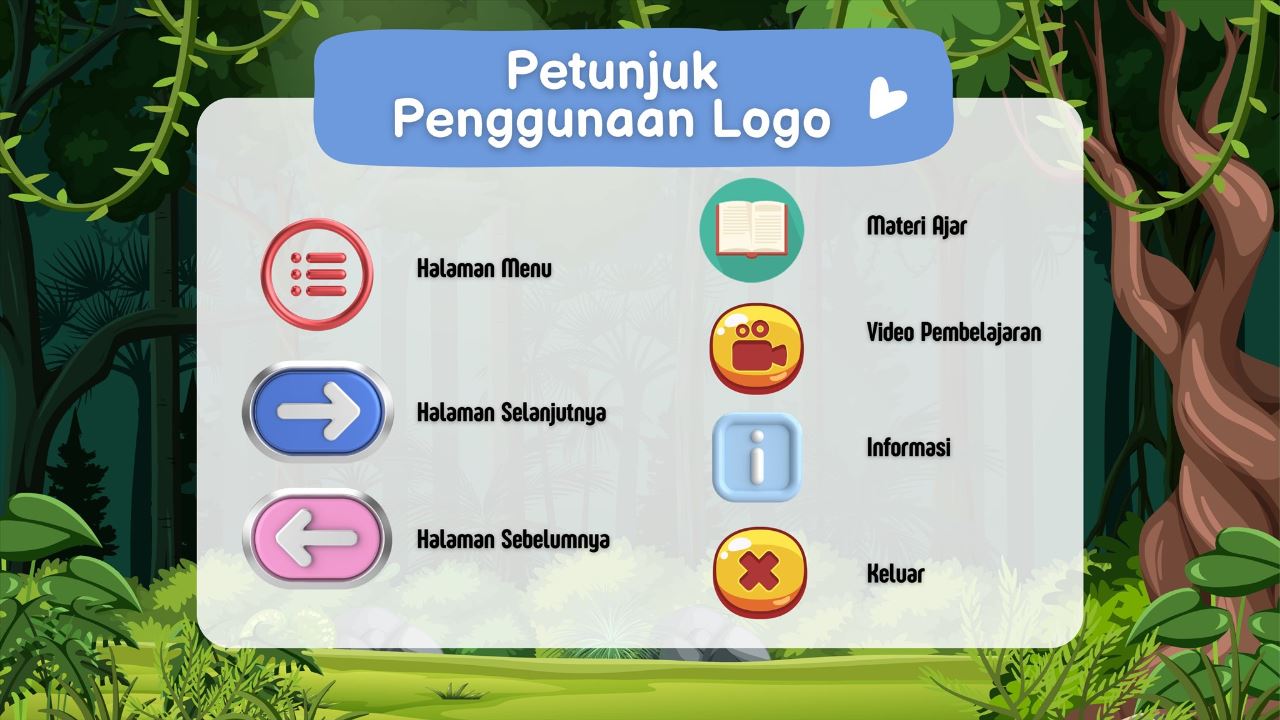 Petunjuk
Penggunaan Logo
Halaman Menu
Halaman Selanjutnya
Halaman Sebelumnya
Materi Ajar
Video Pembelajaran
Informasi
Keluar